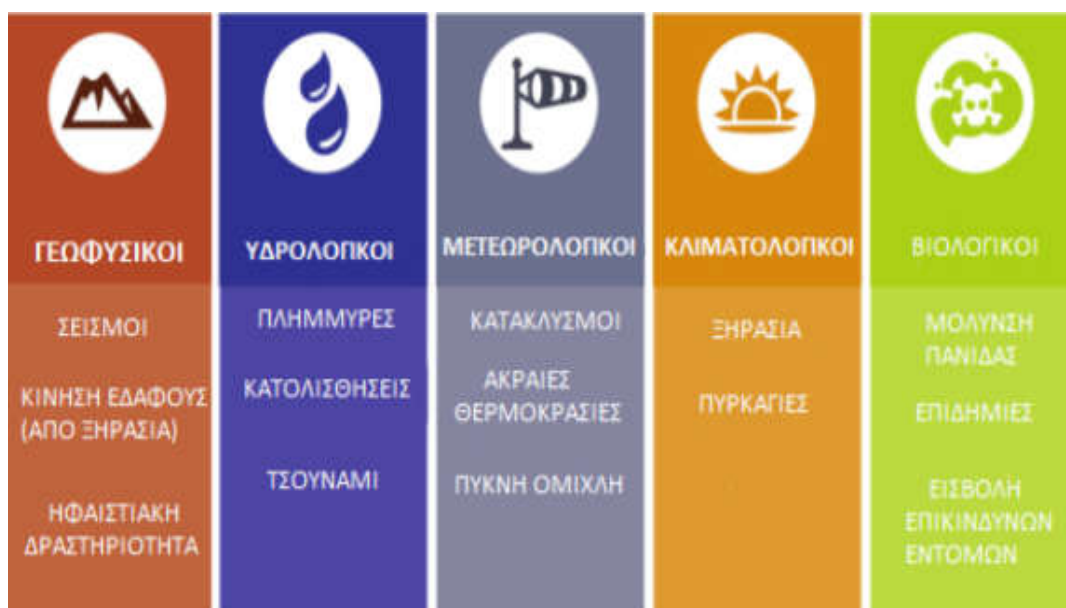 ΓΕΩΦΥΣΙΚΟΙ
ΣΕΙΣΜΟΙ
ΚΙΝΗΣΗ ΕΔΑΦΟΥΣ
(ΑΠΟ ΞΗΡΑΣΙΑ)
ΗΦΑΙΣΤΙΑΚΗ
ΔΡΑΣΤΗΡΙΟΤΗΤΑ
ΥΔΡΟΛΟΓΙΚΟΙ
ΠΛΗΜΜΥΡΕΣ
ΚΑΤΟΛΙΣΘΗΣΕΙΣ
ΤΣΟΥΝΑΜΙ
ΜΕΤΕΩΡΟΛΟΓΙΚΟΙ
ΚΑΤΑΚΛΥΣΜΟΙ
ΑΚΡΑΙΕΣ
ΘΕΡΜΟΚΡΑΣΙΕΣ
ΠΥΚΝΗ ΟΜΙΧΛΗ
ΚΛΙΜΑΤΟΛΟΓΙΚΟΙ
ΞΗΡΑΣΙΑ
ΠΥΡΚΑΓΙΕΣ
ΒΙΟΛΟΓΙΚΟΙ
ΜΟΛΥΝΣΗ
ΠΑΝΙΔΑΣ
ΕΠΙΔΗΜΙΕΣ
ΕΙΣΒΟΛΗ
ΕΠΙΚΙΝΔΥΝΩΝ
ΕΝΤΟΜΩΝ